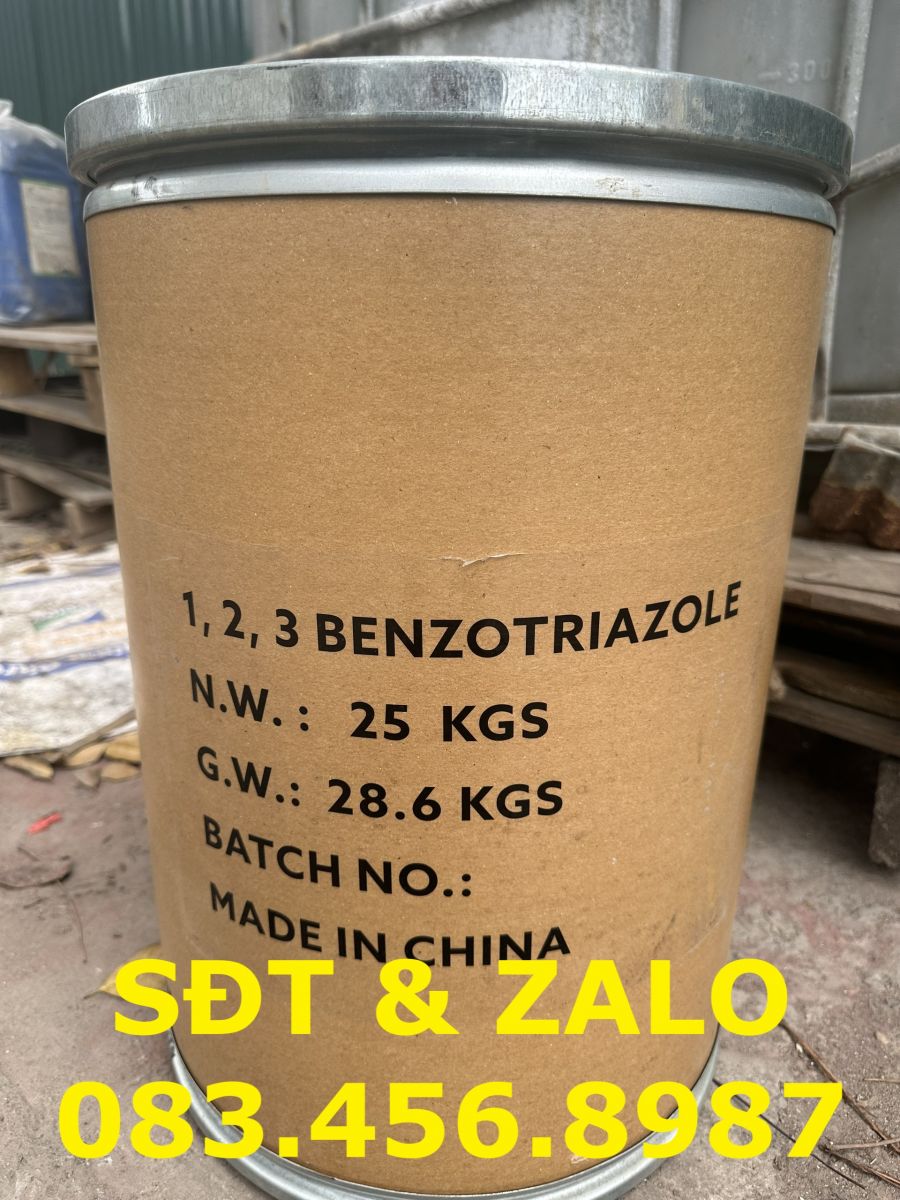 1, 2, 3 BENZOTRIAZOLE
N.W. : 25 KGS
G.W.: 28.6 KGS
BATCH NO.:
MADE IN CHINA
SĐT & ZALO
083.456.8987